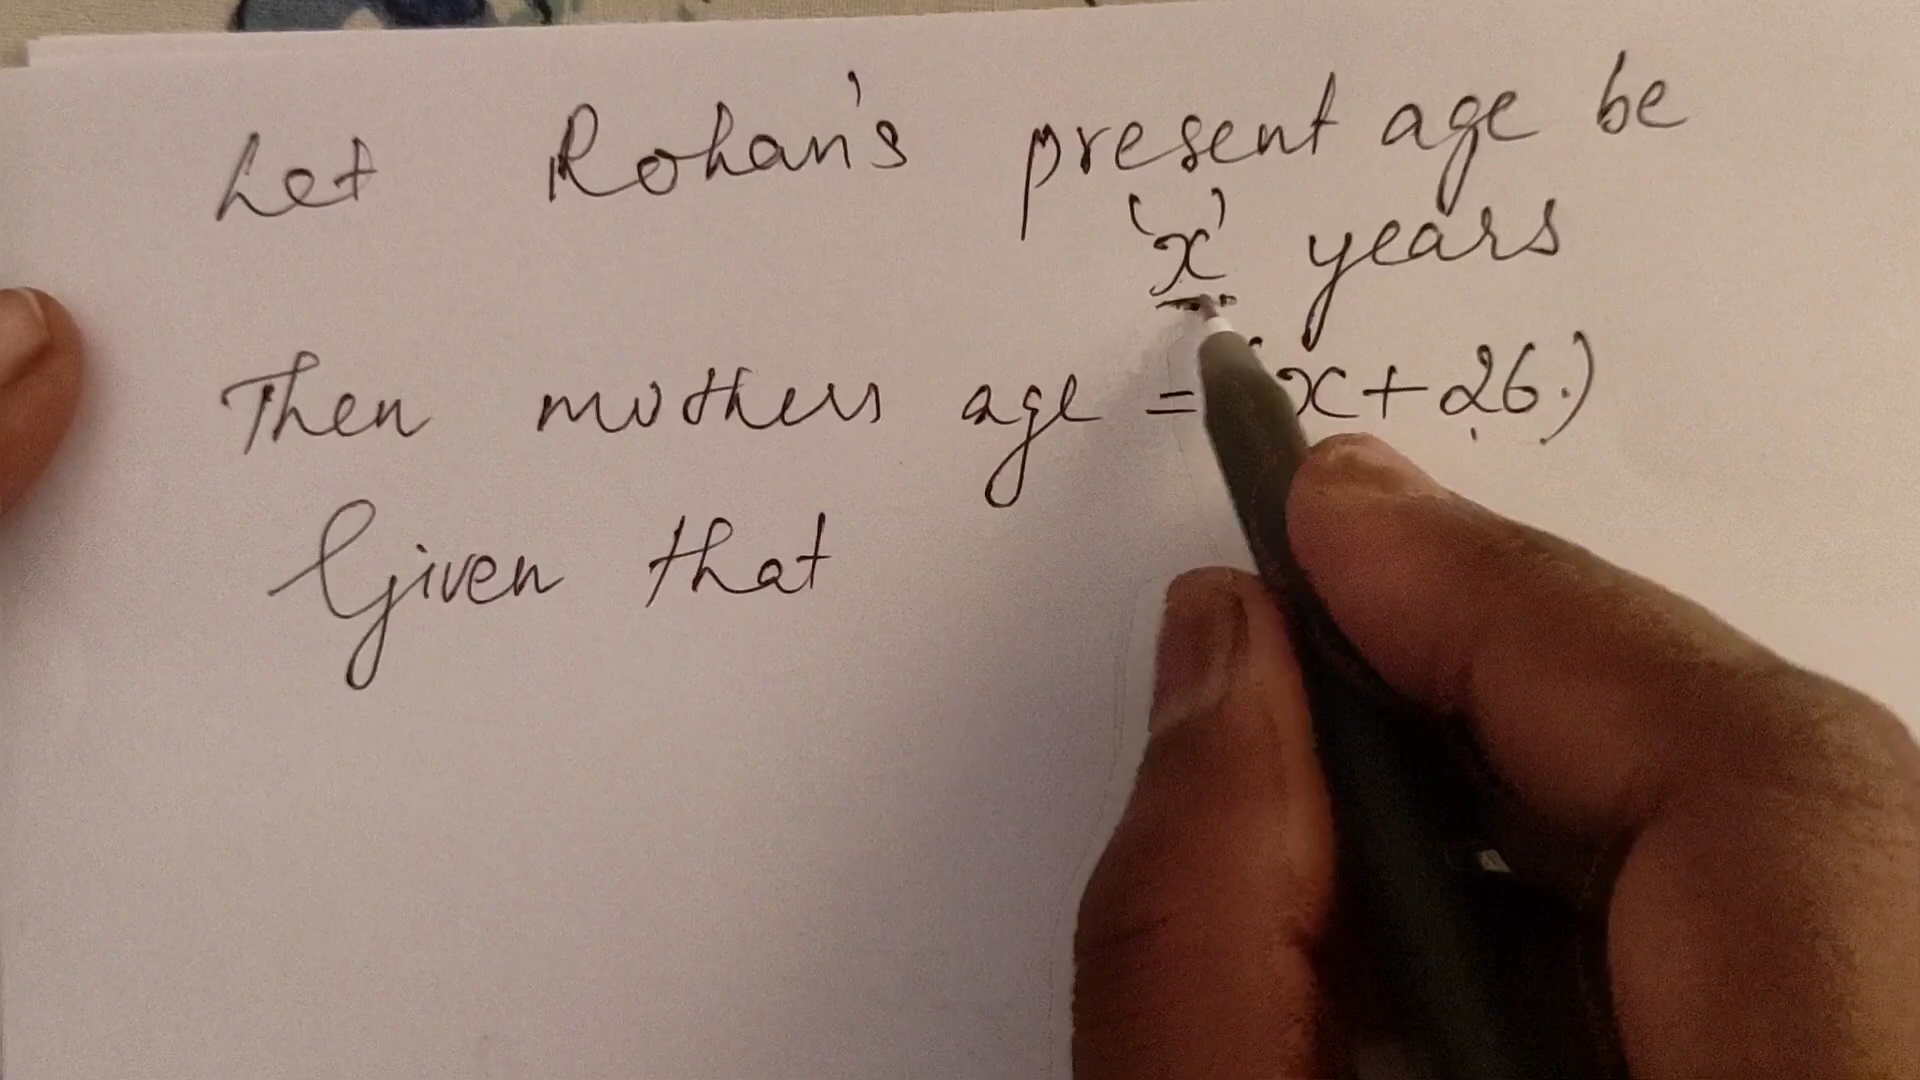 Let Rohan's present age be
'x' years
Then mothers age = (x+26.)
Given that